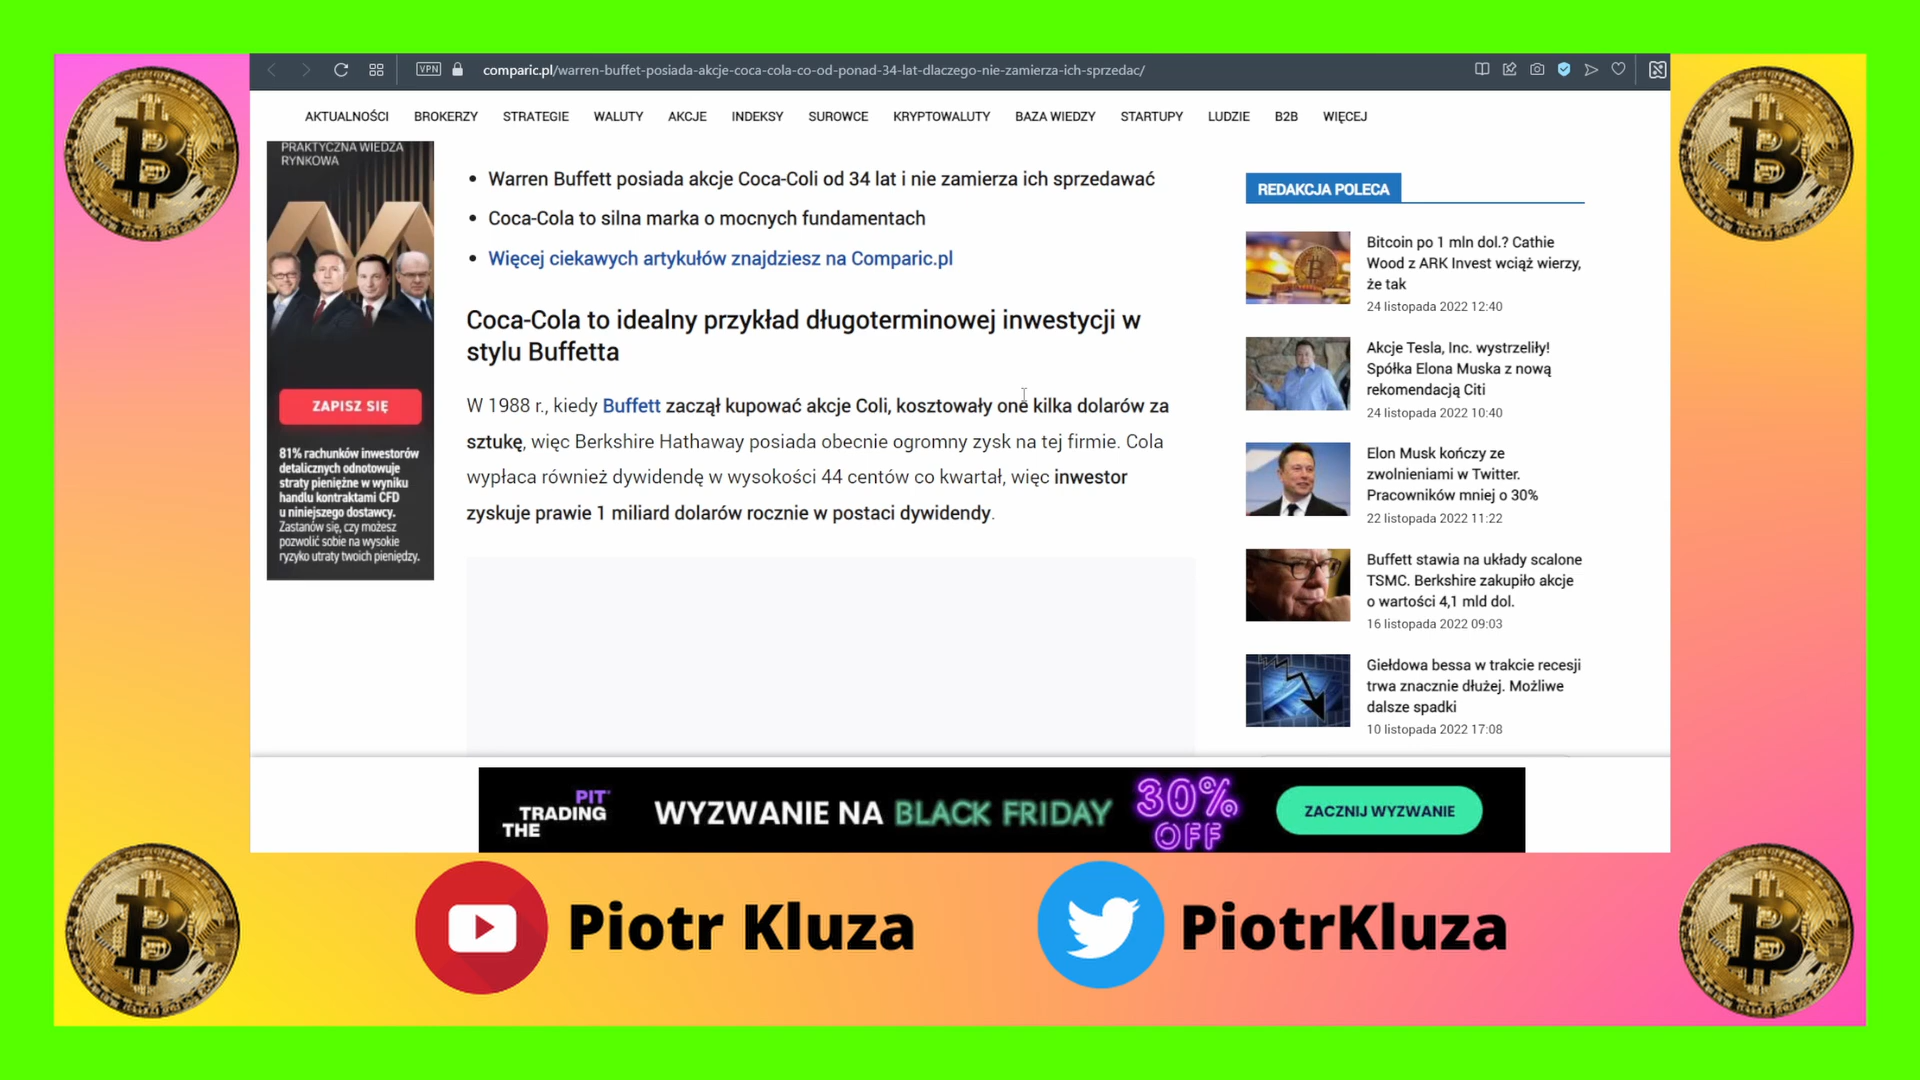 VPN
comparic.pl/warren-buffet-posiada-akcje-coca-cola-co-od-ponad-34-lat-dlaczego-nie-zamierza-ich-sprzedac/
AKTUALNOŚCI BROKERZY STRATEGIE WALUTY AKCJE INDEKSY SUROWCE KRYPTOWALUTY BAZA WIEDZY STARTUPY LUDZIE B2B WIĘCEJ
PRAKTYCZNA WIEDZA
RYNKOWA
ZAPISZ SIĘ
81% rachunków inwestorów
detalicznych odnotowuje
straty pieniężne w wyniku
handlu kontraktami CFD
u niniejszego dostawcy.
Zastanów się, czy możesz
pozwolić sobie na wysokie
ryzyko utraty twoich pieniędzy.
• Warren Buffett posiada akcje Coca-Coli od 34 lat i nie zamierza ich sprzedawać
• Coca-Cola to silna marka o mocnych fundamentach
• Więcej ciekawych artykułów znajdziesz na Comparic.pl
Coca-Cola to idealny przykład długoterminowej inwestycji w
stylu Buffetta
W 1988 r., kiedy Buffett zaczął kupować akcje Coli, kosztowały one kilka dolarów za
sztukę, więc Berkshire Hathaway posiada obecnie ogromny zysk na tej firmie. Cola
wypłaca również dywidendę w wysokości 44 centów co kwartał, więc inwestor
zyskuje prawie 1 miliard dolarów rocznie w postaci dywidendy.
REDAKCJA POLECA
Bitcoin po 1 mln dol.? Cathie
Wood z ARK Invest wciąż wierzy,
że tak
24 listopada 2022 12:40
Akcje Tesla, Inc. wystrzeliły!
Spółka Elona Muska z nową
rekomendacją Citi
24 listopada 2022 10:40
Elon Musk kończy ze
zwolnieniami w Twitter.
Pracowników mniej o 30%
22 listopada 2022 11:22
Buffett stawia na układy scalone
TSMC. Berkshire zakupiło akcje
o wartości 4,1 mld dol.
16 listopada 2022 09:03
Giełdowa bessa w trakcie recesji
trwa znacznie dłużej. Możliwe
dalsze spadki
10 listopada 2022 17:08
PIT
TRADING
THE
WYZWANIE NA BLACK FRIDAY
30%
OFF
ZACZNIJ WYZWANIE
Piotr Kluza
PiotrKluza